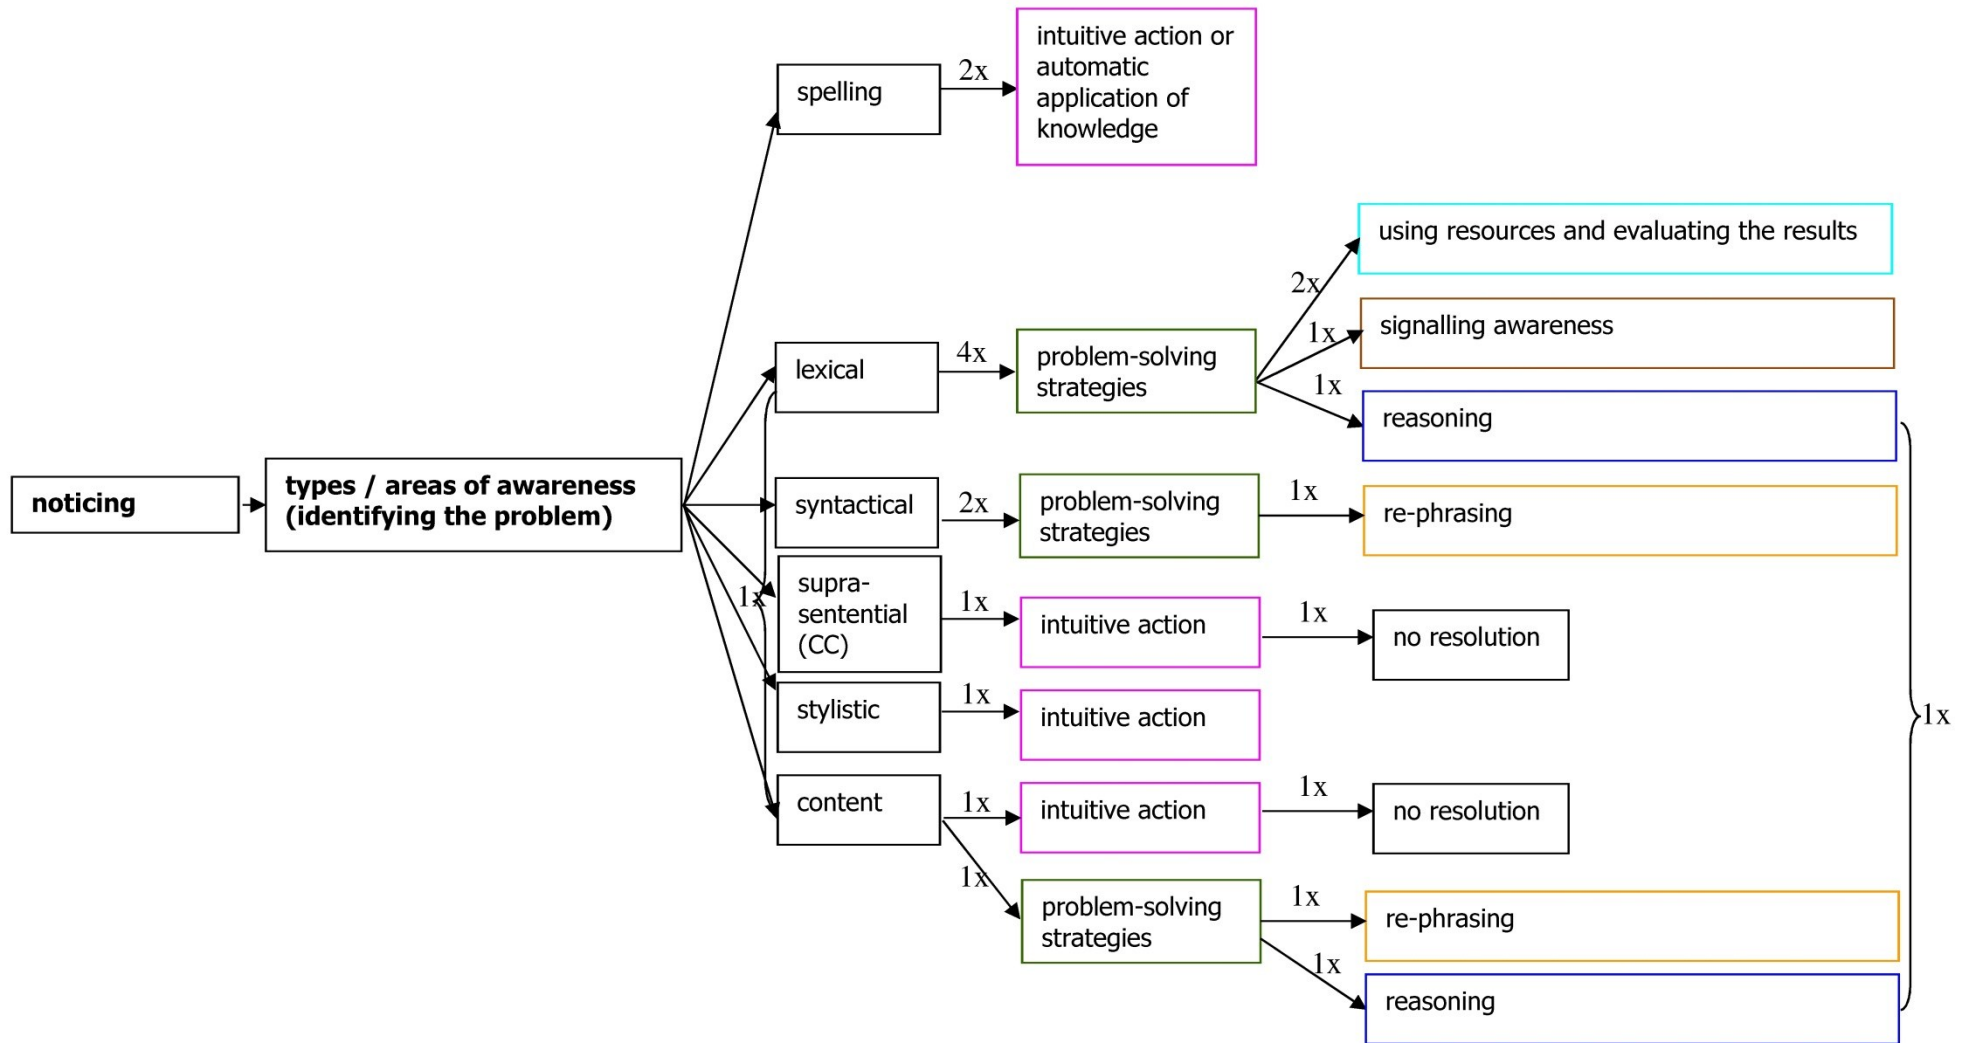 intuitive action or
automatic
application of
knowledge
2x
spelling
using resources and evaluating the results
2x
signalling awareness
1x
lexical
4x
problem-solving
strategies
1x
reasoning
noticing
types / areas of awareness
(identifying the problem)
syntactical
2x
problem-solving
strategies
1x
re-phrasing
1x
supra-
sentential
(CC)
1x
intuitive action
1x
no resolution
stylistic
1x
intuitive action
1x
content
1x
intuitive action
1x
no resolution
1x
problem-solving
strategies
1x
re-phrasing
1x
reasoning